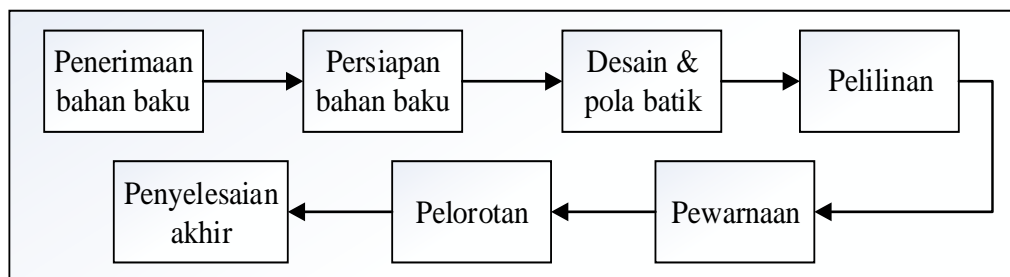 Penerimaan
bahan baku
Persiapan
bahan baku
Desain &
pola batik
Pelilinan
Pewarnaan
Pelorotan
Penyelesaian
akhir